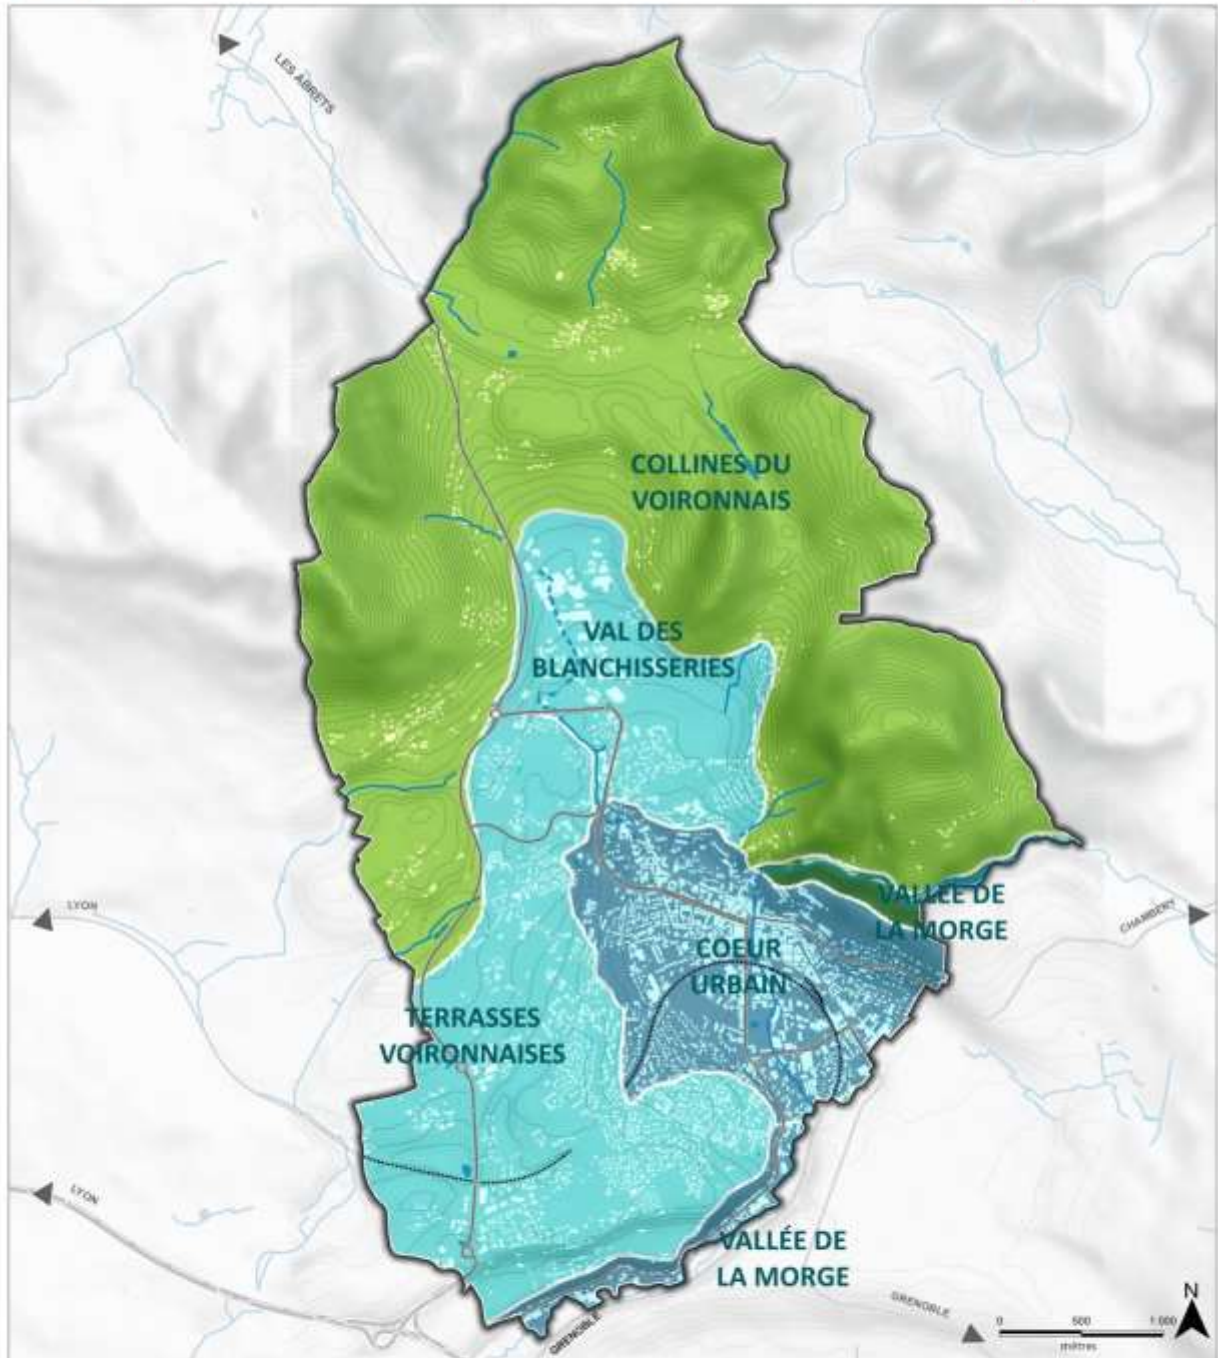 LES ABRETS
COLLINES DU
VOIRONNAIS
VAL DES
BLANCHISSERIES
LYON
VALLÉE DE
LA MORGE
CHAMBERY
COEUR
URBAIN
TERRASSES
VOIRONNAISES
LYON
VALLÉE DE
LA MORGE
GRENOBLE
GRENOBLE
N
0 500 1 000
mètres